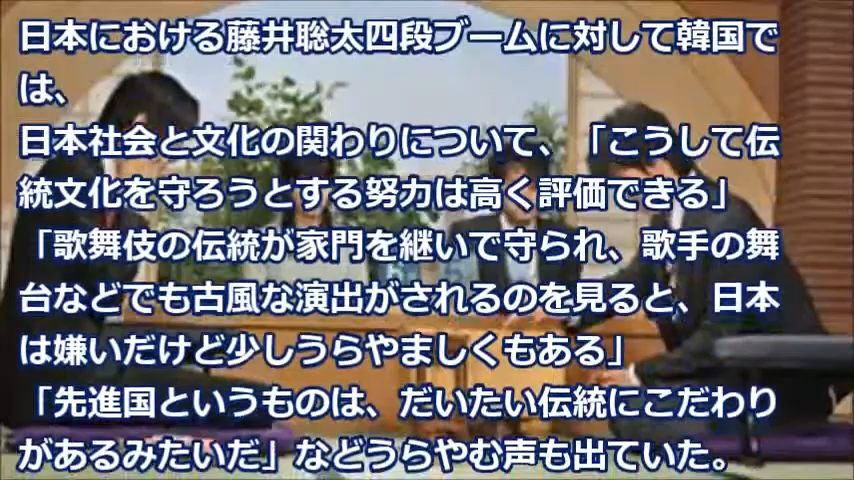 日本における藤井聡太四段ブームに対して韓国で
は、
日本社会と文化の関わりについて、「こうして伝
統文化を守ろうとする努力は高く評価できる」
「歌舞伎の伝統が家門を継いで守られ、歌手の舞
台などでも古風な演出がされるのを見ると、日本
は嫌いだけど少しうらやましくもある」
「先進国というものは、だいたい伝統にこだわり
があるみたいだ」などうらやむ声も出ていた。